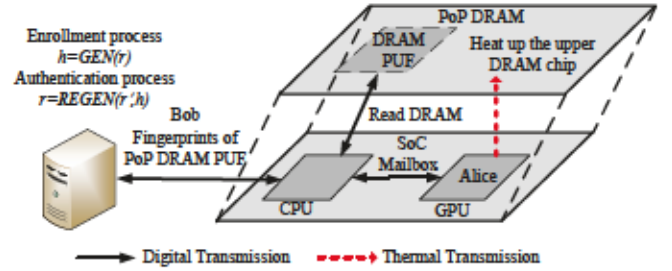 Enrollment process
h=GEN(r)
Authentication process
r=REGEN(r',h)
PoP DRAM
DRAM
PUF
Heat up the upper
DRAM chip
Bob
Fingerprints of
PoP DRAM PUF
Read DRAM
SoC
Mailbox
Alice
CPU
GPU
Digital Transmission
Thermal Transmission